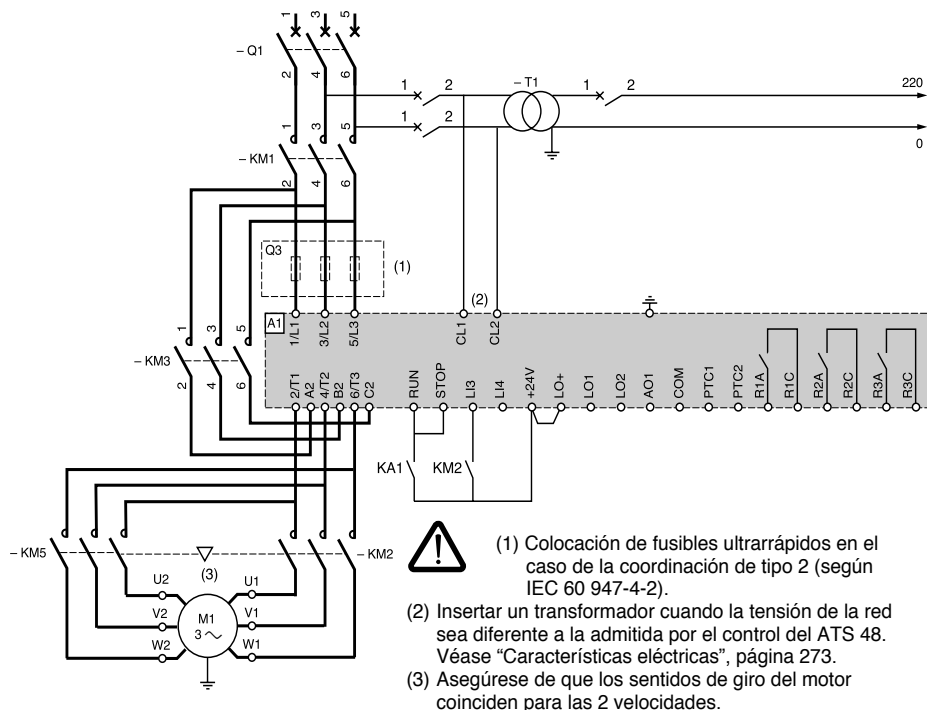 1 3 5
– Q1
2 4 6
1 2 – T1 1 2 220
1 2 0
1 3 5
– KM1
2 4 6
Q3 (1)
(2)
A1 1/L1 3/L2 5/L3 CL1 CL2
1 3 5
– KM3
2 4 6
2/T1 A2 4/T2 B2 6/T3 C2 RUN STOP LI3 LI4 +24V LO+ LO1 LO2 AO1 COM PTC1 PTC2 R1A R1C R2A R2C R3A R3C
KA1 KM2
– KM5 – KM2
(3)
U2 U1
V2 M1 V1
3
W2 W1
(1) Colocación de fusibles ultrarrápidos en el
caso de la coordinación de tipo 2 (según
IEC 60 947-4-2).
(2) Insertar un transformador cuando la tensión de la red
sea diferente a la admitida por el control del ATS 48.
Véase “Características eléctricas”, página 273.
(3) Asegúrese de que los sentidos de giro del motor
coinciden para las 2 velocidades.